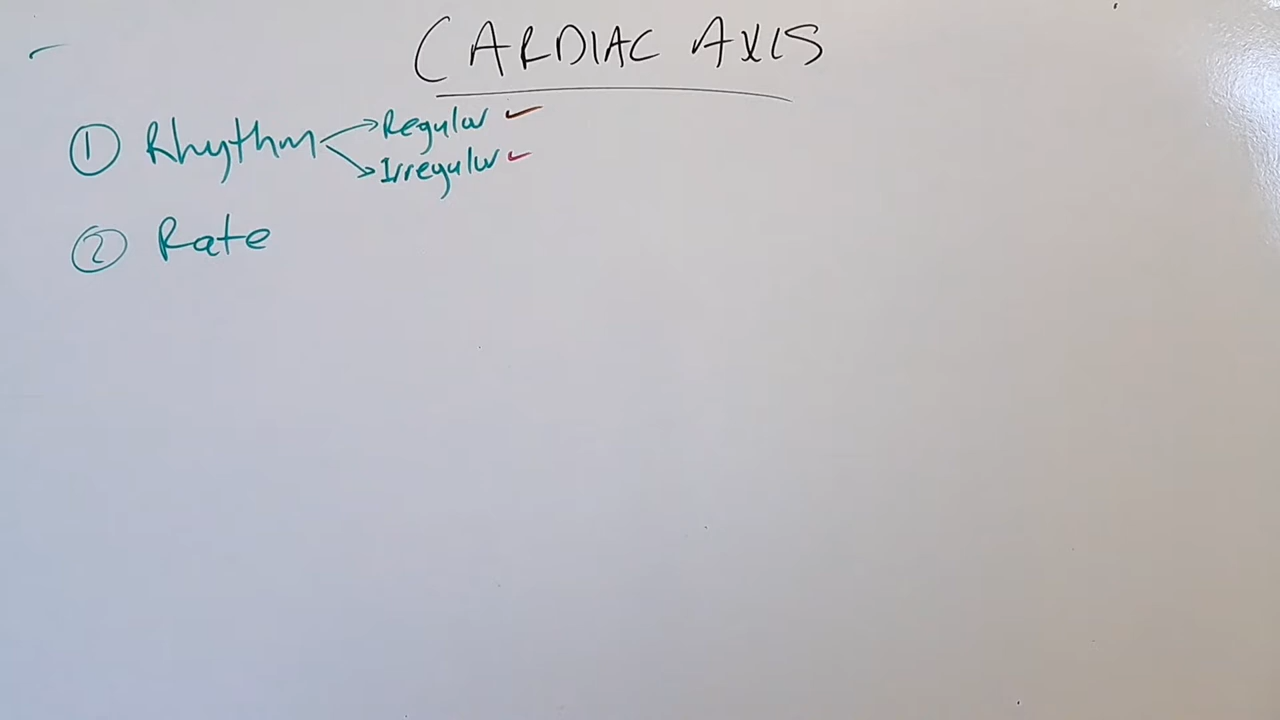 CARDIAC AXIS
① Rhythm → Regular ✓
→ Irregular ✓
② Rate